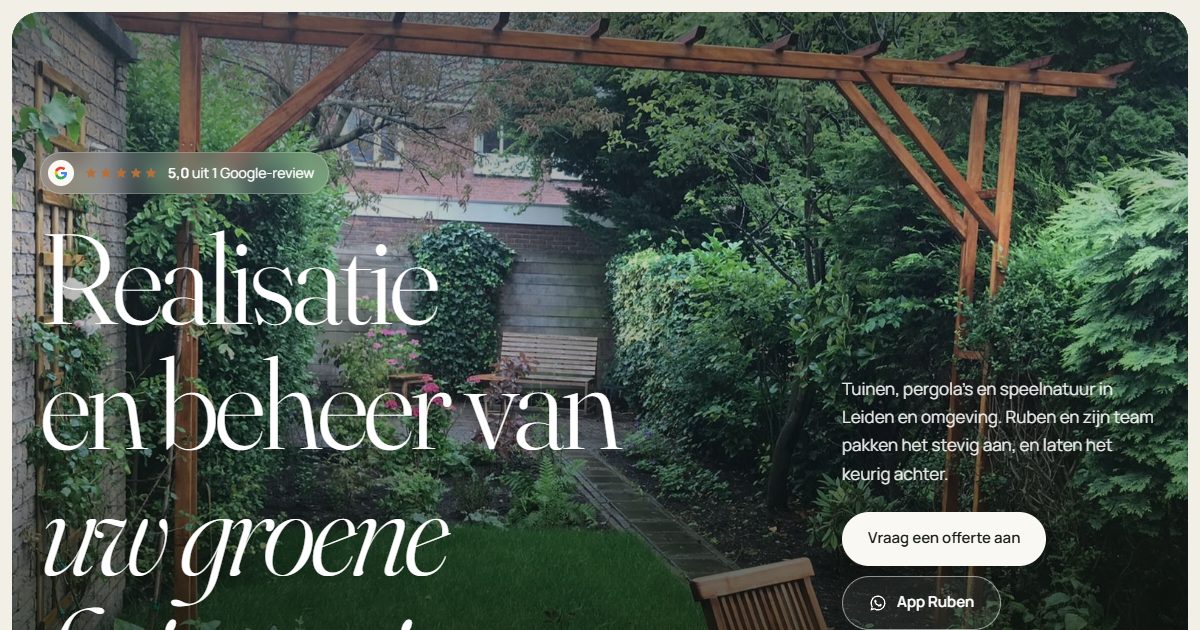 5,0 uit 1 Google-review
Realisatie
en beheer van
uw groene
Tuinen, pergola's en speelnatuur in
Leiden en omgeving. Ruben en zijn team
pakken het stevig aan, en laten het
keurig achter.
Vraag een offerte aan
App Ruben